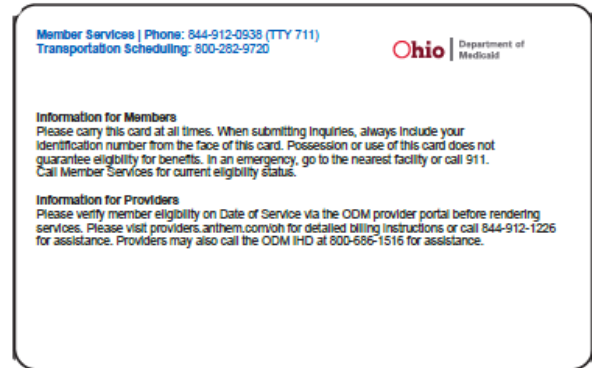 Member Services | Phone: 844-912-0938 (TTY 711)
Transportation Scheduling: 800-282-9720
Ohio Department of
Medicaid
Information for Members
Please carry this card at all times. When submitting inquiries, always include your
identification number from the face of this card. Possession or use of this card does not
guarantee eligibility for benefits. In an emergency, go to the nearest facility or call 911.
Call Member Services for current eligibility status.
Information for Providers
Please verify member eligibility on Date of Service via the ODM provider portal before rendering
services. Please visit providers.anthem.com/oh for detailed billing instructions or call 844-912-1226
for assistance. Providers may also call the ODM IHD at 800-686-1516 for assistance.